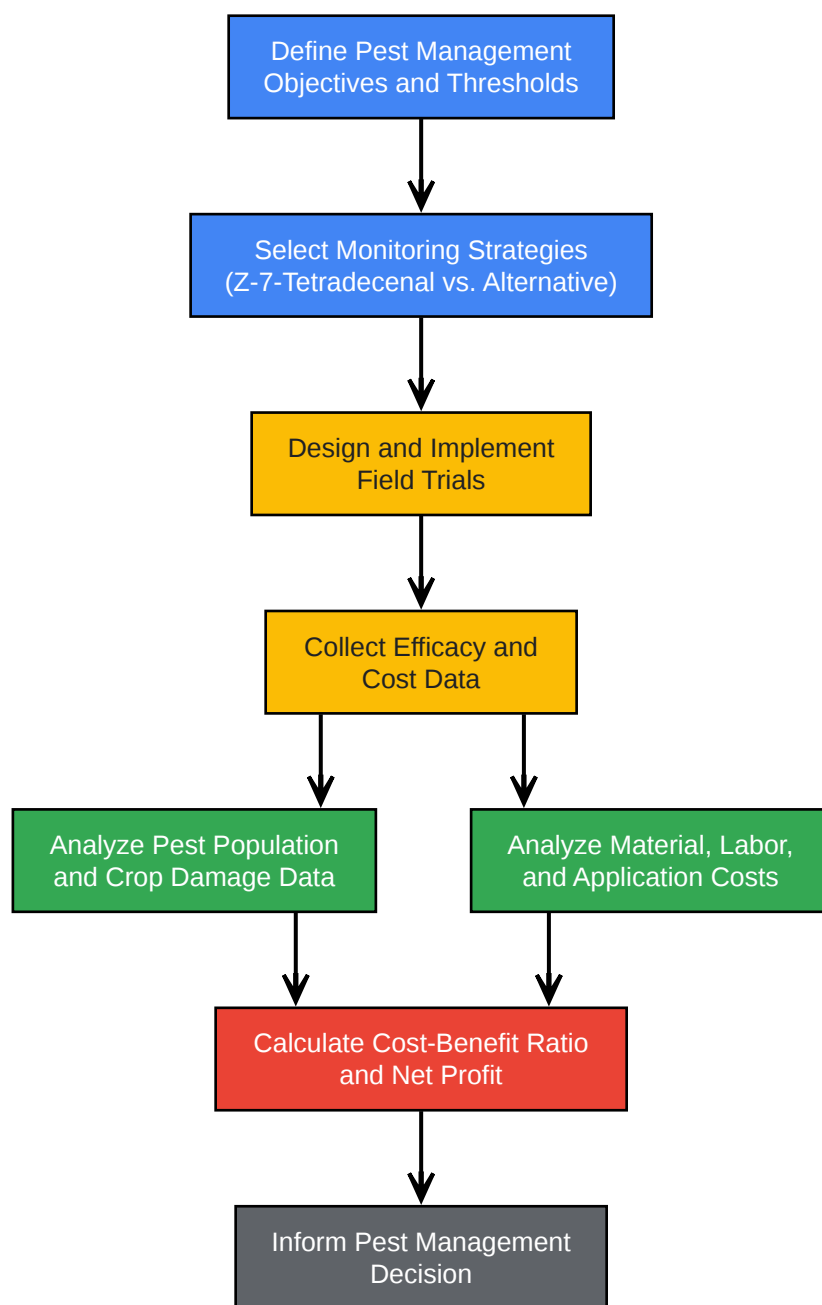 Define Pest Management
Objectives and Thresholds
Select Monitoring Strategies
(Z-7-Tetradecenal vs. Alternative)
Design and Implement
Field Trials
Collect Efficacy and
Cost Data
Analyze Pest Population
and Crop Damage Data
Analyze Material, Labor,
and Application Costs
Calculate Cost-Benefit Ratio
and Net Profit
Inform Pest Management
Decision